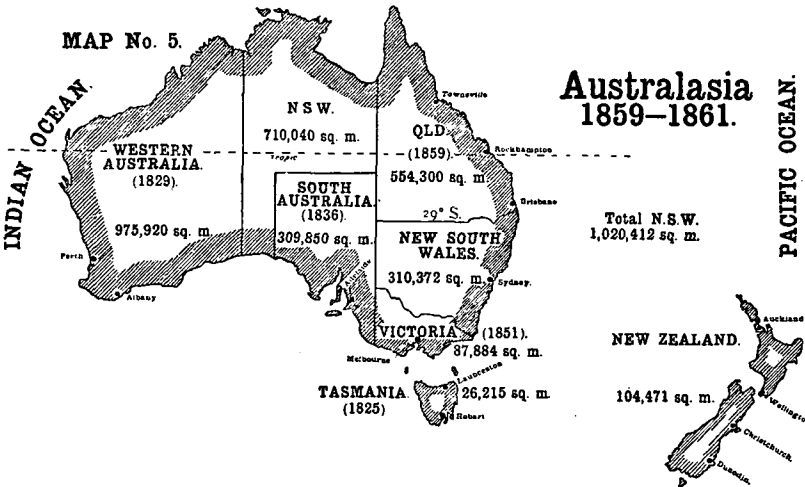 MAP No. 5.
Australasia
1859–1861.
INDIAN OCEAN.
PACIFIC OCEAN.
Townsville
N S W.
710,040 sq. m.
QLD.
(1859).
554,300 sq. m
Tropic
Rockhampton
WESTERN
AUSTRALIA.
(1829).
975,920 sq. m
SOUTH
AUSTRALIA.
(1836).
309,850 sq. m.
29° S.
Brisbane
Total N.S.W.
1,020,412 sq. m.
NEW SOUTH
WALES.
310,372 sq. m.
Sydney.
Perth
Albany
Adelaide
VICTORIA. (1851).
87,884 sq. m.
Melbourne
Launceston
TASMANIA.
(1825)
26,215 sq. m.
Hobart
NEW ZEALAND.
104,471 sq. m.
Auckland
Wellington
Christchurch.
Dunedin.